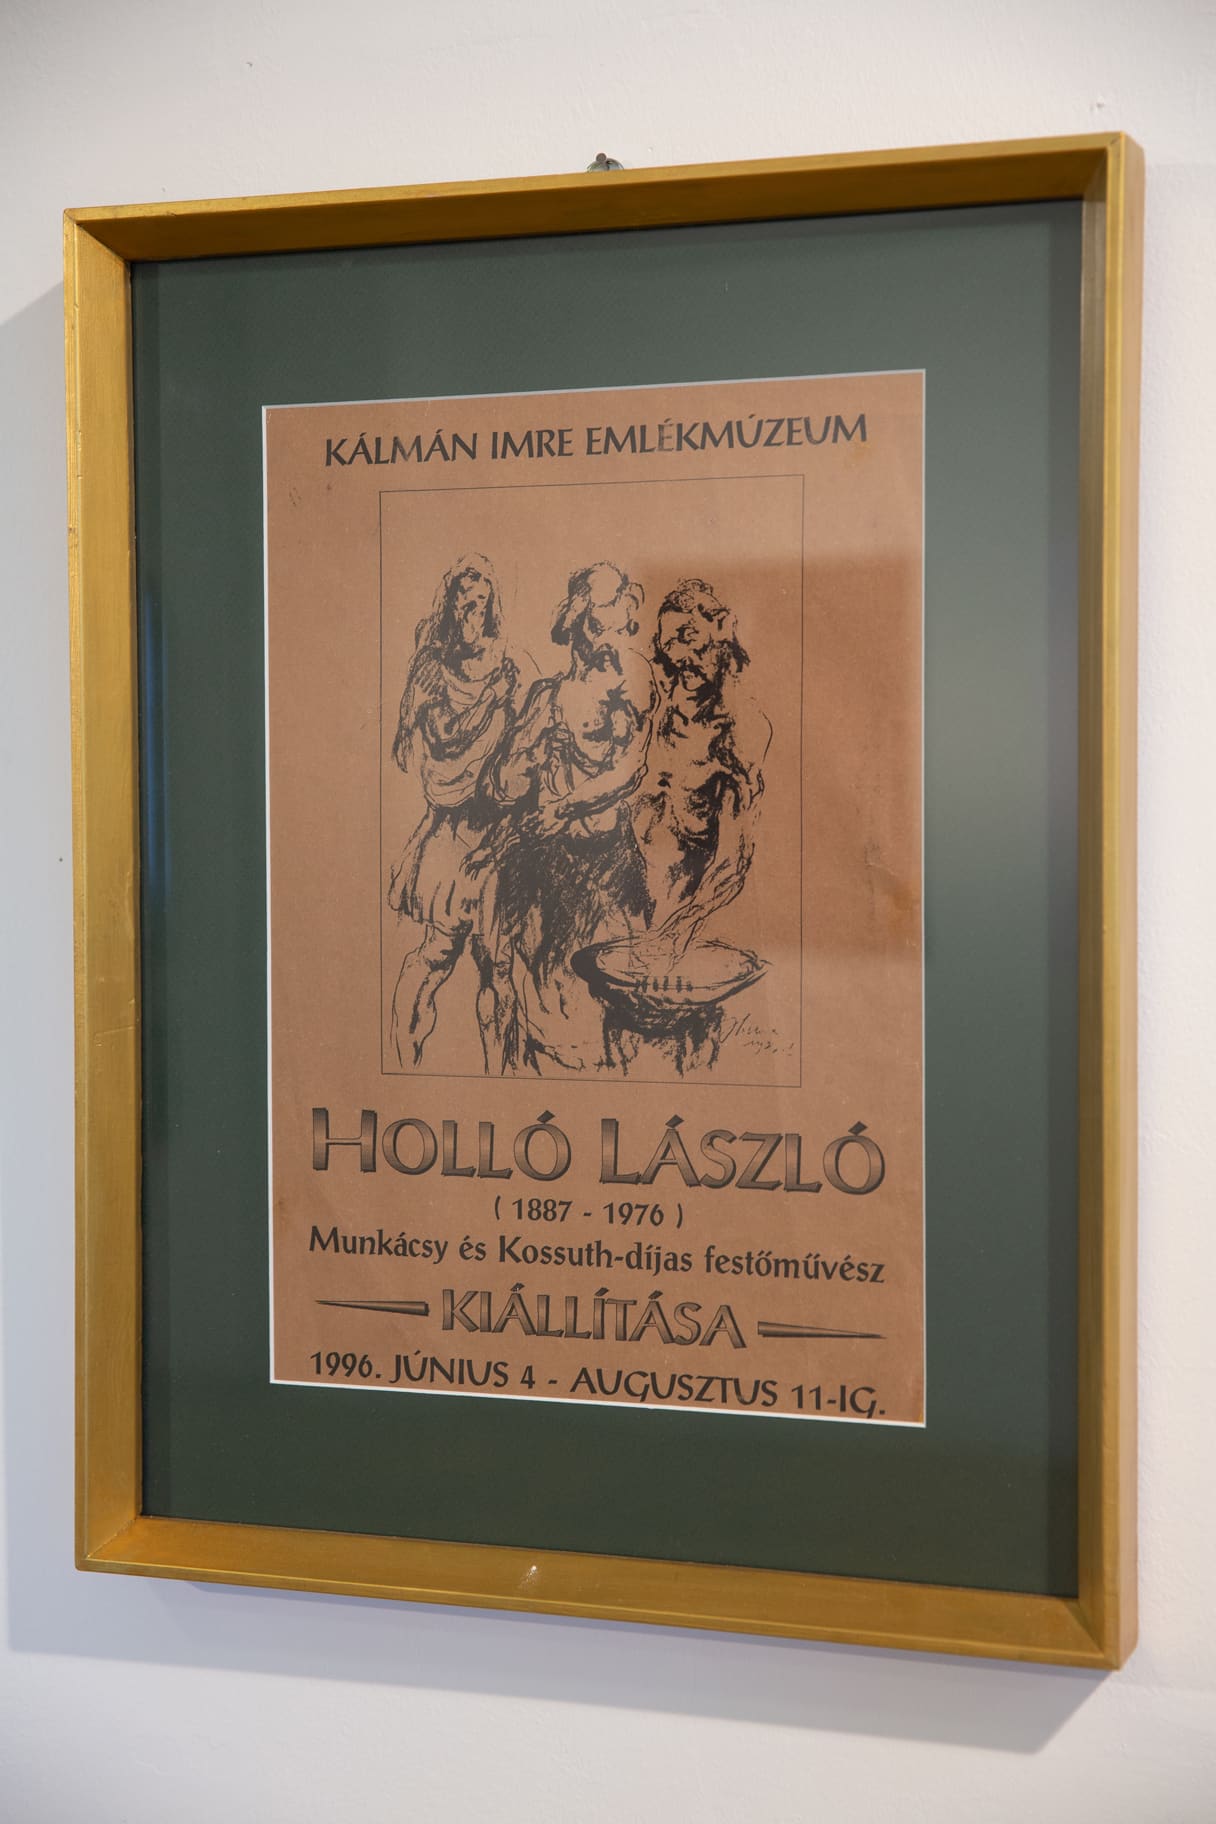 KÁLMÁN IMRE EMLÉKMÚZEUM
HOLLÓ LÁSZLÓ
( 1887 - 1976 )
Munkácsy és Kossuth-díjas festőművész
KIÁLLÍTÁSA
1996. JÚNIUS 4 - AUGUSZTUS 11-IG.